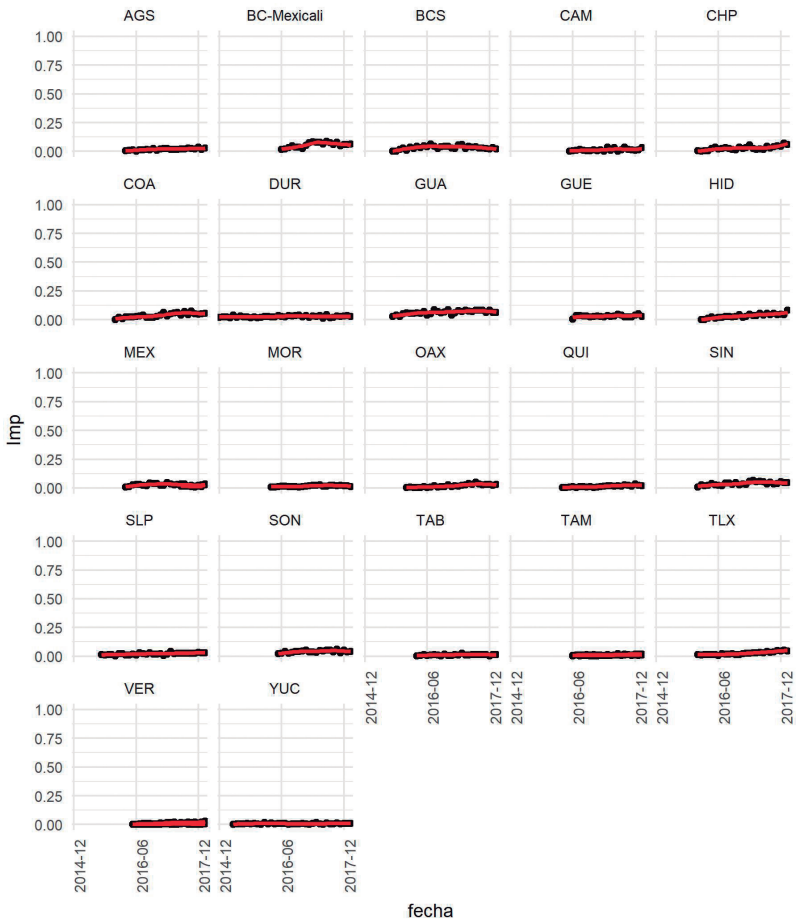 AGS BC-Mexicali BCS CAM CHP
1.00
0.75
0.50
0.25
0.00
COA DUR GUA GUE HID
1.00
0.75
0.50
0.25
0.00
MEX MOR OAX QUI SIN
1.00
0.75
0.50
0.25
0.00
SLP SON TAB TAM TLX
1.00
0.75
0.50
0.25
0.00
2014-12 2016-06 2017-12 2014-12 2016-06 2017-12 2014-12 2016-06 2017-12
VER YUC
1.00
0.75
0.50
0.25
0.00
2014-12 2016-06 2017-12 2014-12 2016-06 2017-12
Imp
fecha